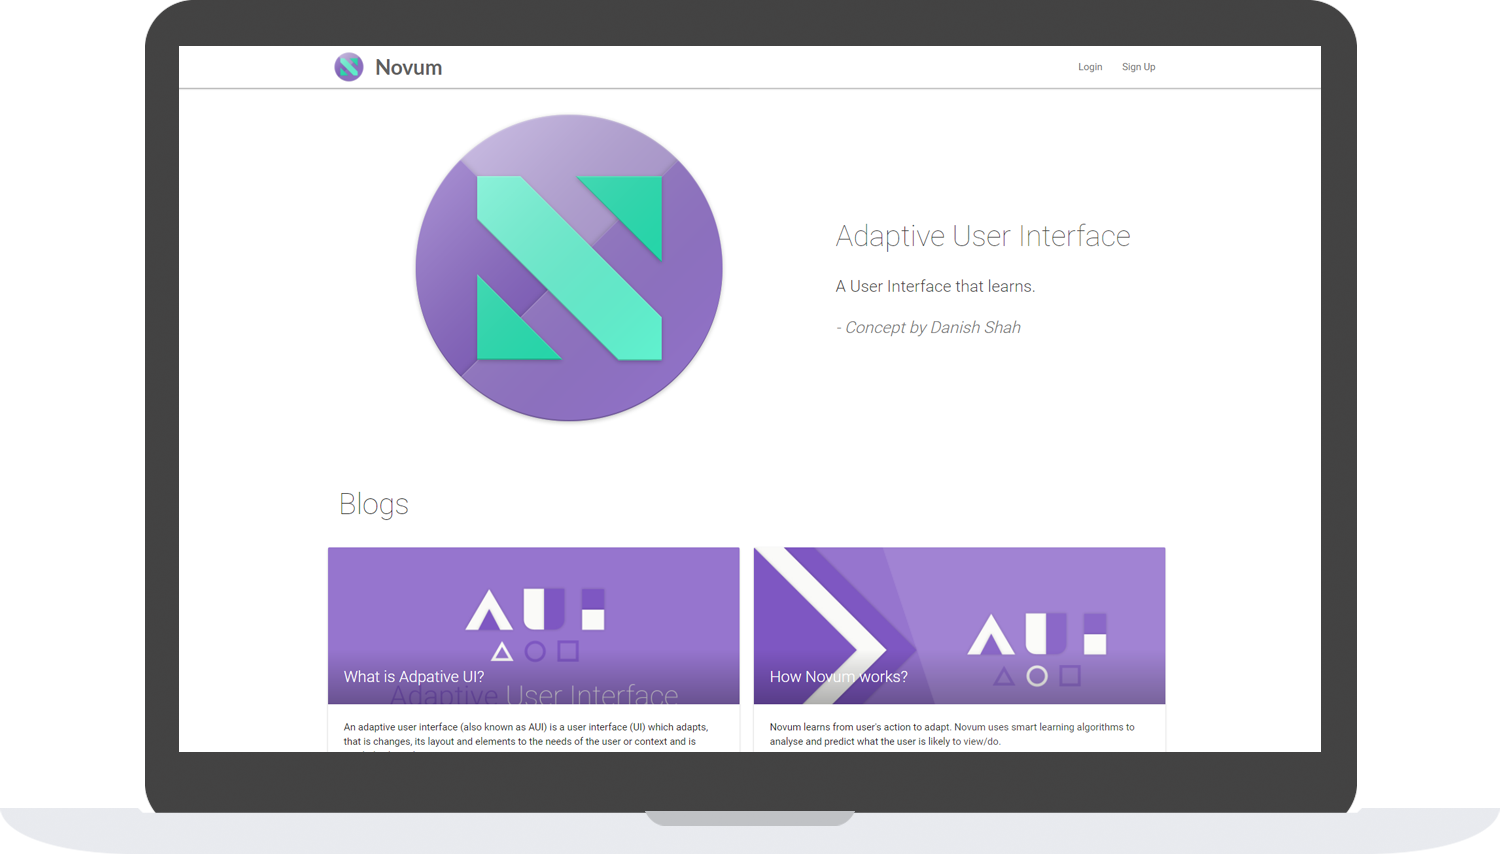 Novum
Login
Sign Up
Adaptive User Interface
A User Interface that learns.
- Concept by Danish Shah
Blogs
AUI
What is Adpative UI?
Adaptive User Interface
An adaptive user interface (also known as AUI) is a user interface (UI) which adapts,
that is changes, its layout and elements to the needs of the user or context and is
AUI
How Novum works?
Novum learns from user's action to adapt. Novum uses smart learning algorithms to
analyse and predict what the user is likely to view/do.